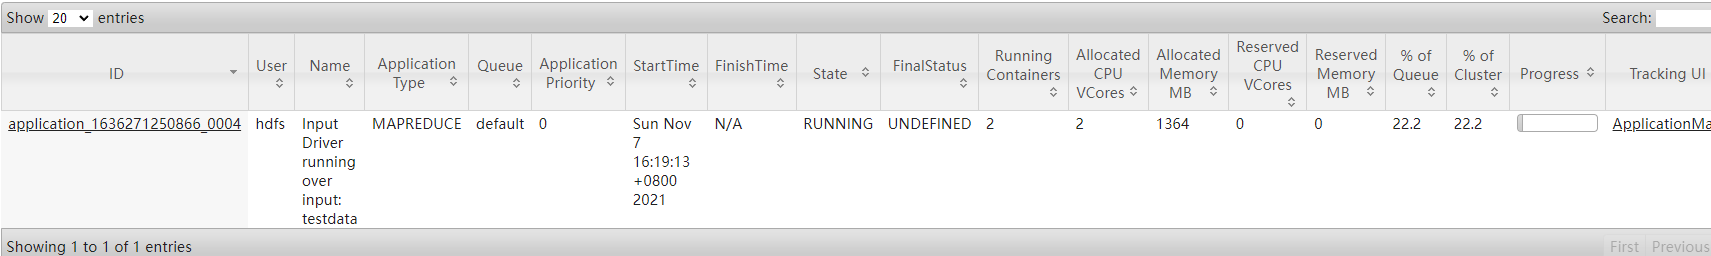 Show 20 entries Search:
ID User Name Application Type Queue Application Priority StartTime FinishTime State FinalStatus Running Containers Allocated CPU VCores Allocated Memory MB Reserved CPU VCores Reserved Memory MB % of Queue % of Cluster Progress Tracking UI
application_1636271250866_0004 hdfs Input MAPREDUCE default 0 Sun Nov N/A RUNNING UNDEFINED 2 2 1364 0 0 22.2 22.2 ApplicationMa
Driver 7
running 16:19:13
over +0800
input: 2021
testdata
Showing 1 to 1 of 1 entries First Previous